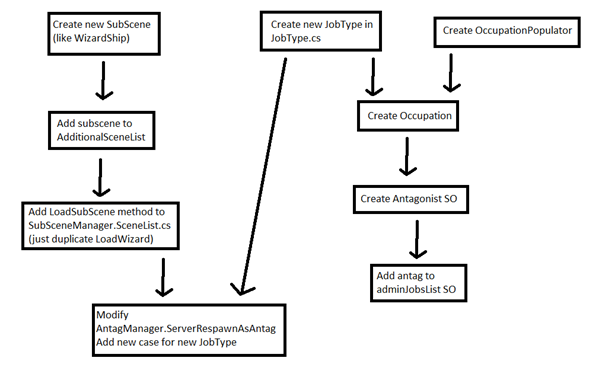 Create new SubScene
(like WizardShip)
Create new JobType in
JobType.cs
Create OccupationPopulator
Add subscene to
AdditionalSceneList
Create Occupation
Add LoadSubScene method to
SubSceneManager.SceneList.cs
(just duplicate LoadWizard)
Create Antagonist SO
Add antag to
adminJobsList SO
Modify
AntagManager.ServerRespawnAsAntag
Add new case for new JobType